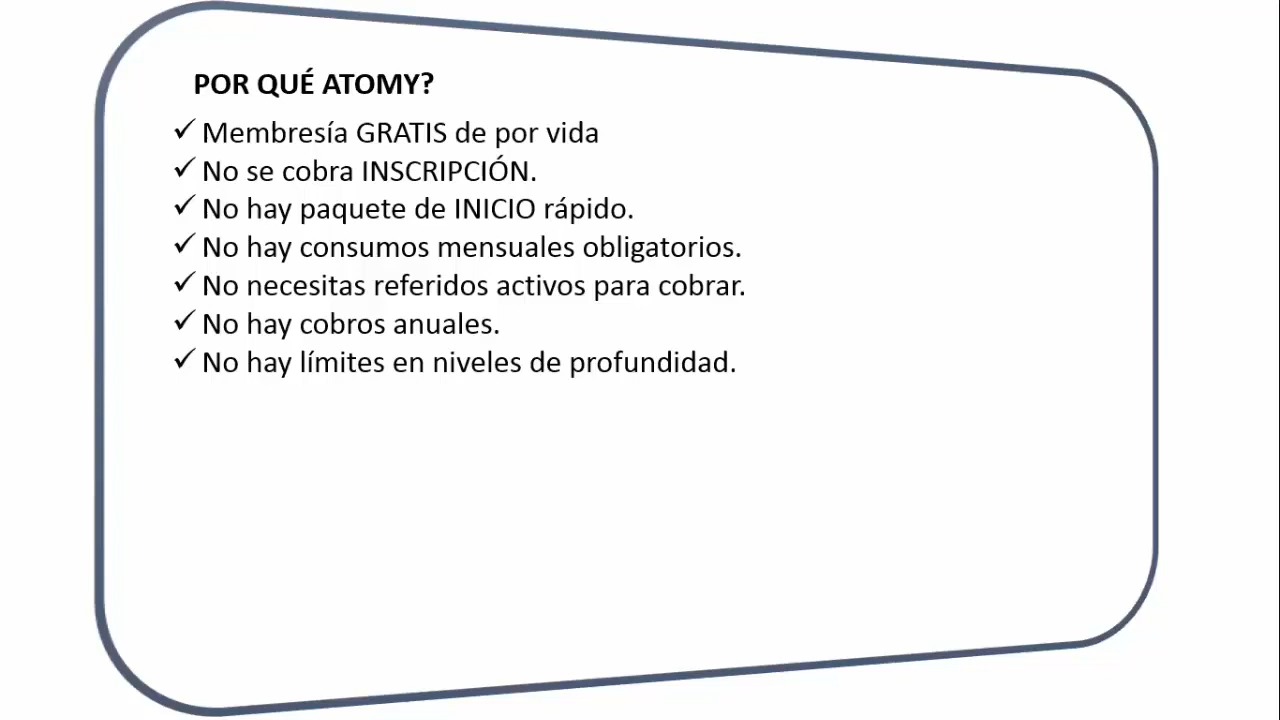 POR QUÉ ATOMY?
✓ Membresía GRATIS de por vida
✓ No se cobra INSCRIPCIÓN.
✓ No hay paquete de INICIO rápido.
✓ No hay consumos mensuales obligatorios.
✓ No necesitas referidos activos para cobrar.
✓ No hay cobros anuales.
✓ No hay límites en niveles de profundidad.